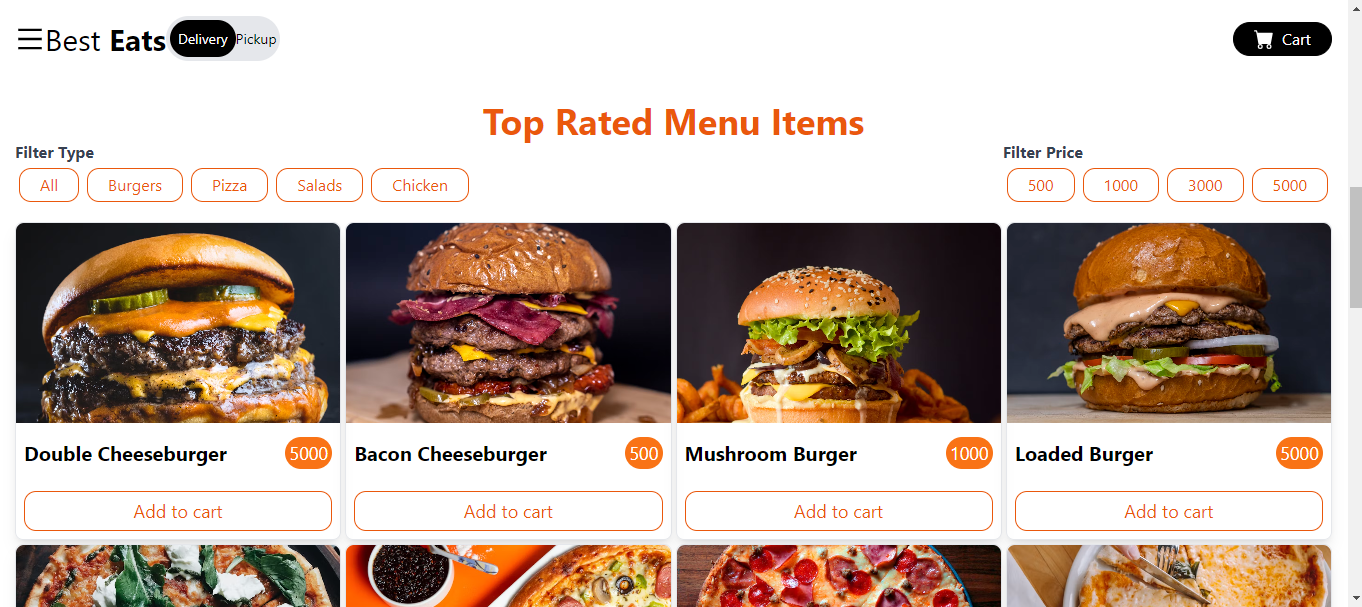 Best Eats Delivery Pickup Cart
Top Rated Menu Items
Filter Type Filter Price
All Burgers Pizza Salads Chicken 500 1000 3000 5000
Double Cheeseburger 5000 Bacon Cheeseburger 500 Mushroom Burger 1000 Loaded Burger 5000
Add to cart Add to cart Add to cart Add to cart